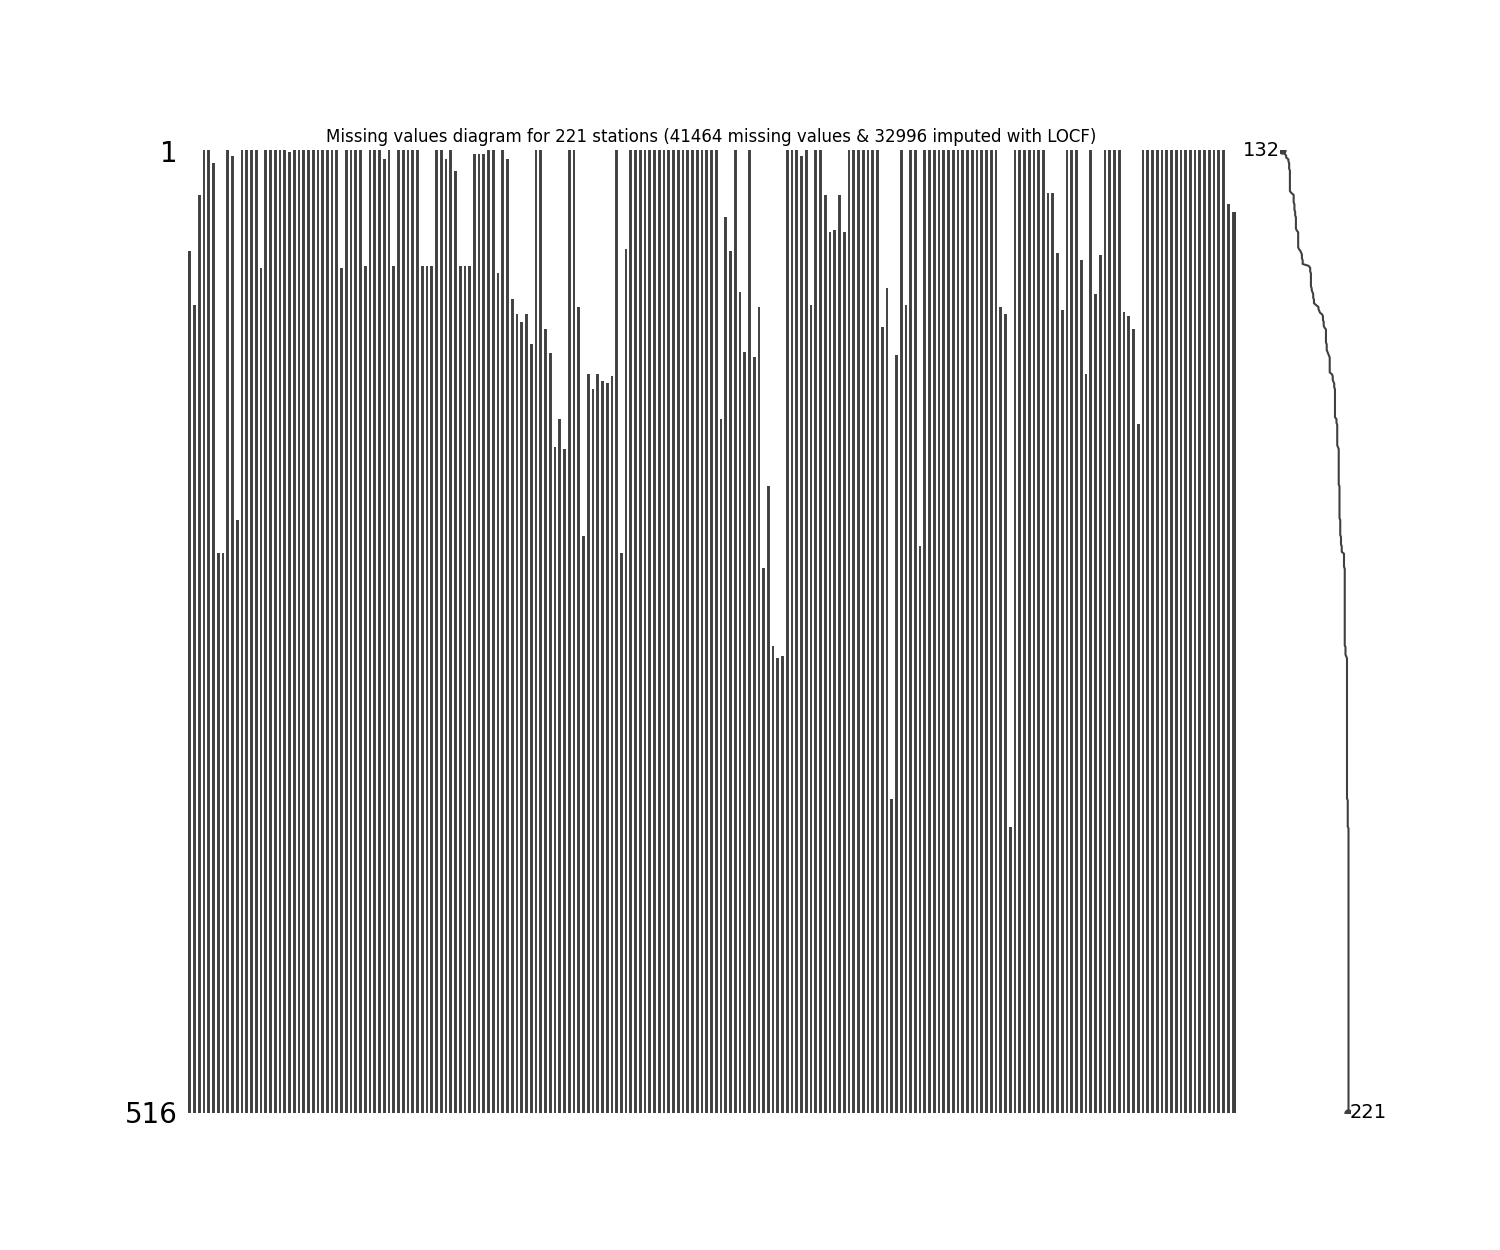 Missing values diagram for 221 stations (41464 missing values & 32996 imputed with LOCF)
1
132
516
221